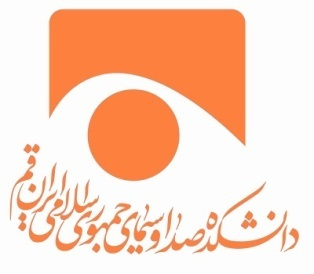 دانشکده صدا و سیمای جمهوری اسلامی ایران قم